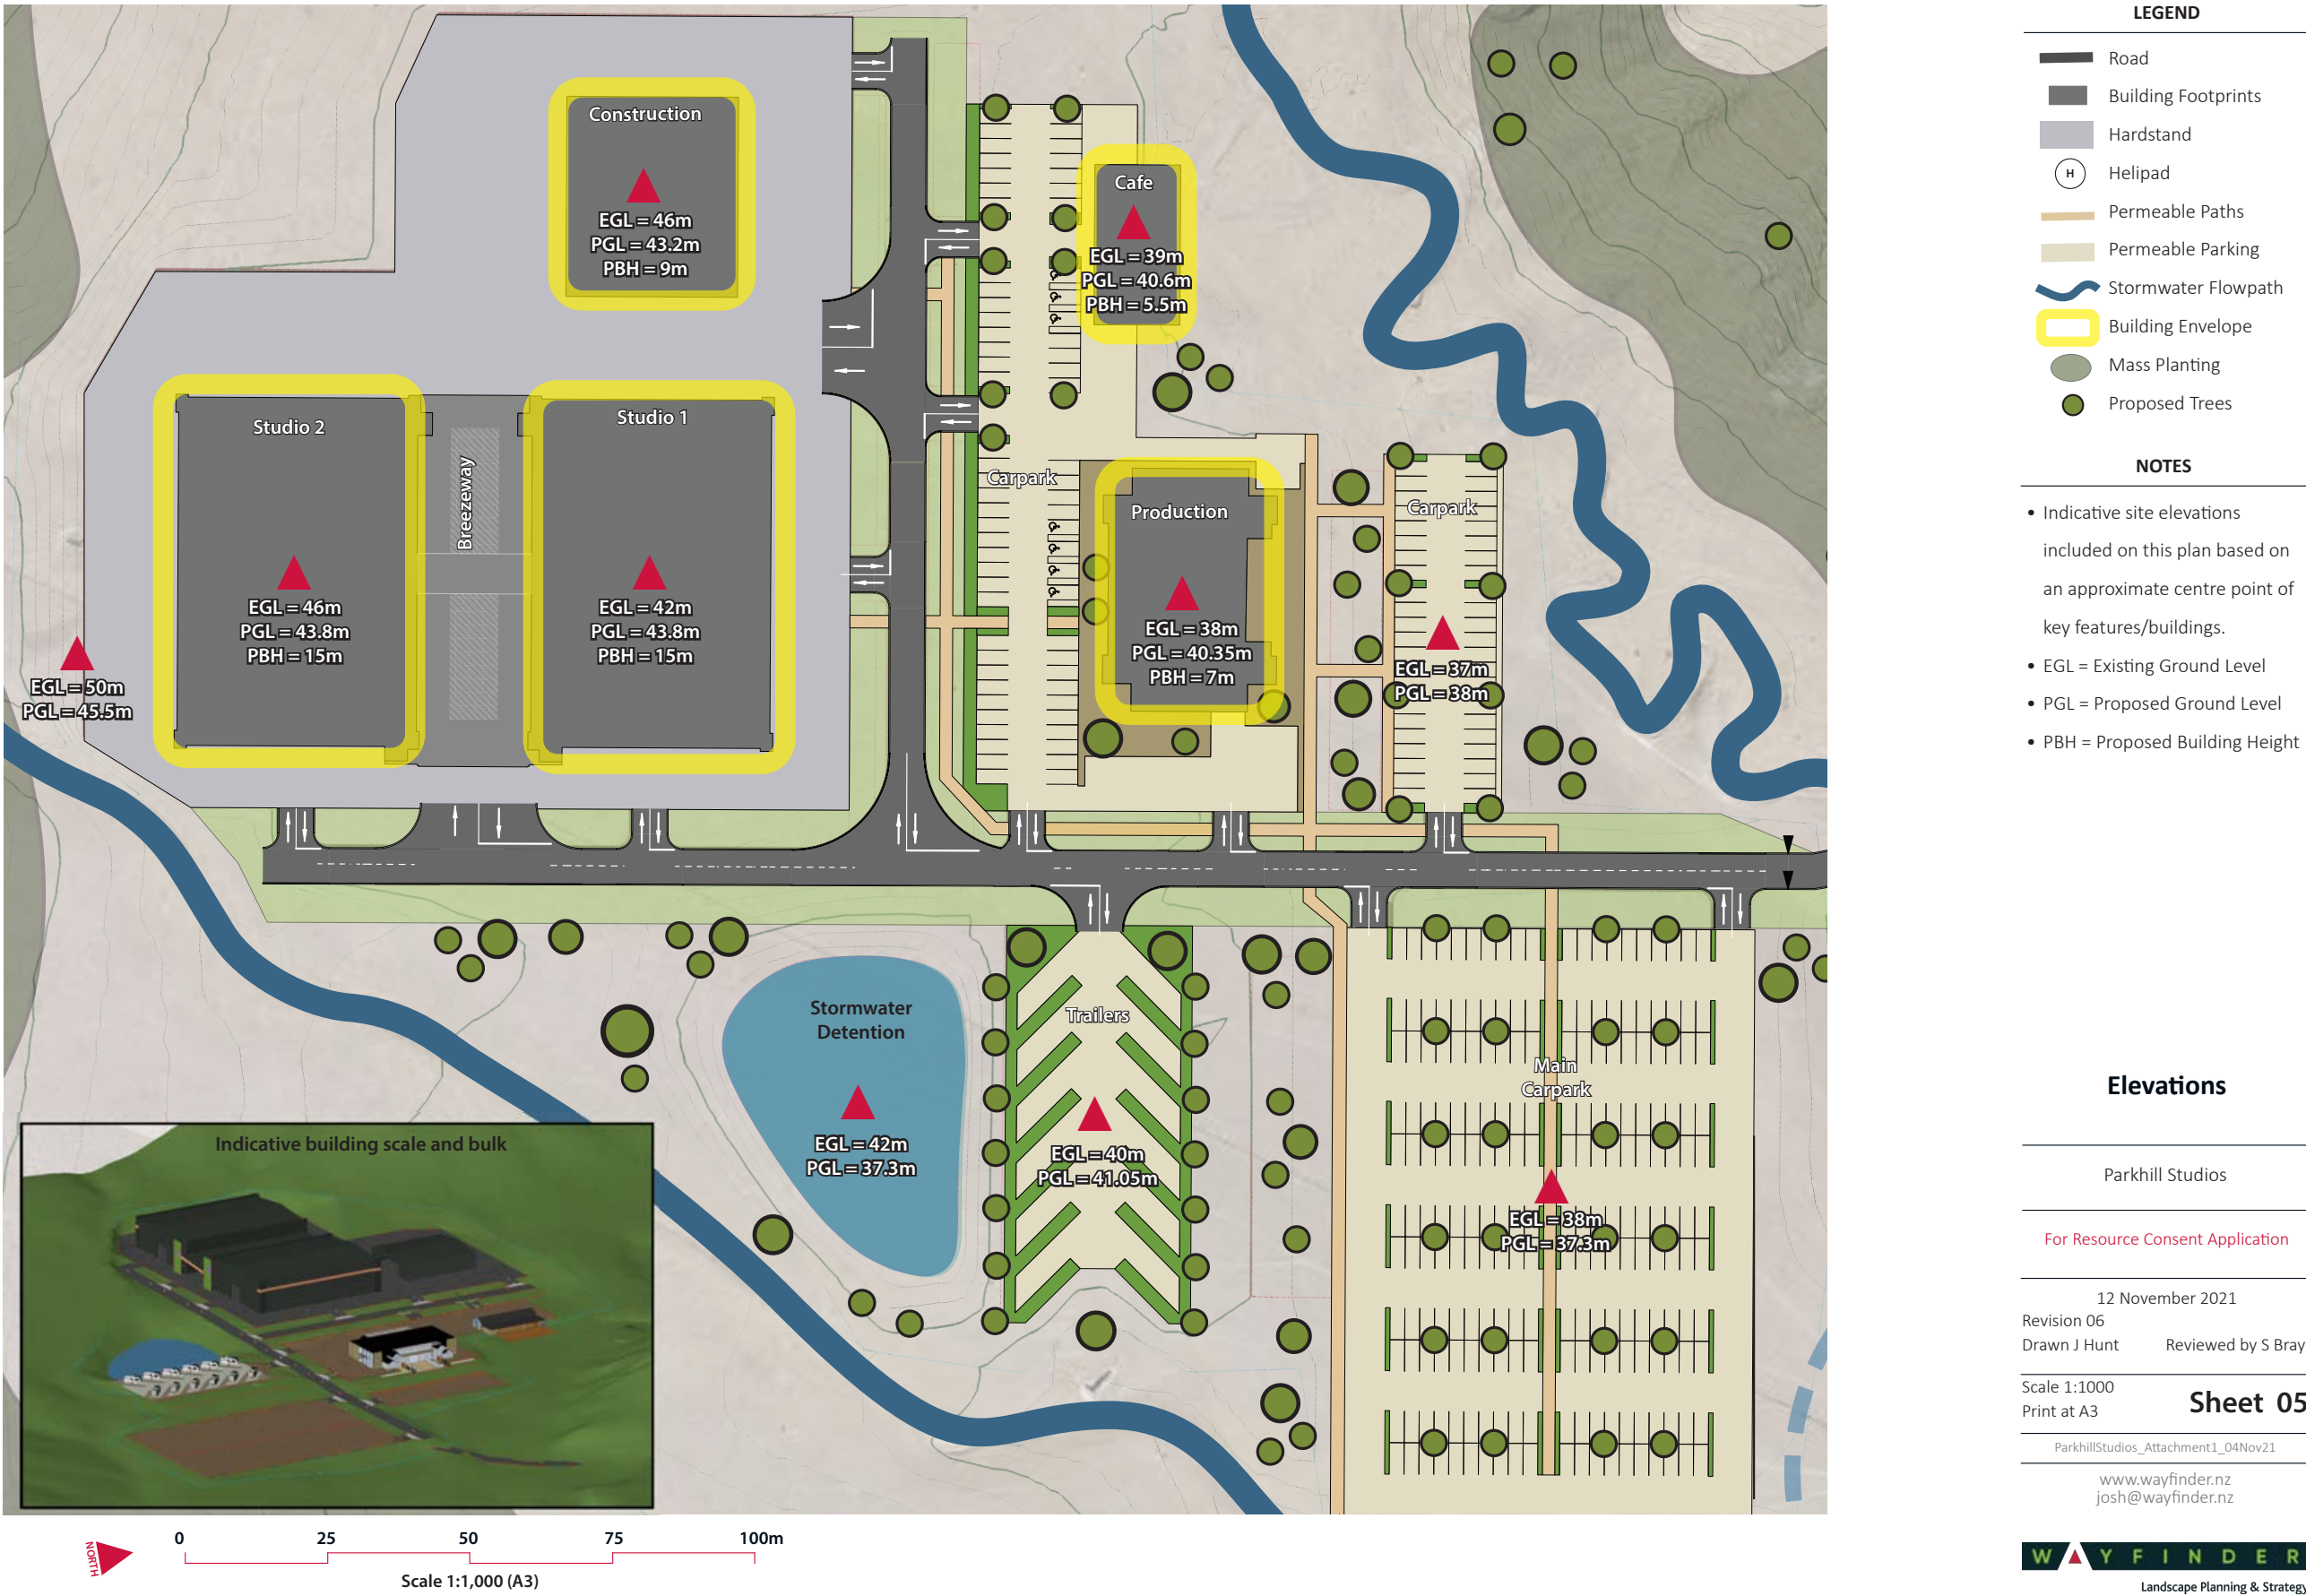 Construction
EGL = 46m
PGL = 43.2m
PBH = 9m
Cafe
EGL = 39m
PGL = 40.6m
PBH = 5.5m
Studio 2
EGL = 46m
PGL = 43.8m
PBH = 15m
Breezeway
Studio 1
EGL = 42m
PGL = 43.8m
PBH = 15m
Carpark
Production
EGL = 38m
PGL = 40.35m
PBH = 7m
Carpark
EGL = 37m
PGL = 38m
EGL = 50m
PGL = 45.5m
Stormwater
Detention
EGL = 42m
PGL = 37.3m
Trailers
EGL = 40m
PGL = 41.05m
Main
Carpark
EGL = 38m
PGL = 37.3m
Indicative building scale and bulk
NORTH
0 25 50 75 100m
Scale 1:1,000 (A3)
LEGEND
Road
Building Footprints
Hardstand
H Helipad
Permeable Paths
Permeable Parking
Stormwater Flowpath
Building Envelope
Mass Planting
Proposed Trees
NOTES
• Indicative site elevations
included on this plan based on
an approximate centre point of
key features/buildings.
• EGL = Existing Ground Level
• PGL = Proposed Ground Level
• PBH = Proposed Building Height
Elevations
Parkhill Studios
For Resource Consent Application
12 November 2021
Revision 06
Drawn J Hunt Reviewed by S Bray
Scale 1:1000
Print at A3
Sheet 05
ParkhillStudios_Attachment1_04Nov21
www.wayfinder.nz
josh@wayfinder.nz
WAYFINDER
Landscape Planning & Strategy